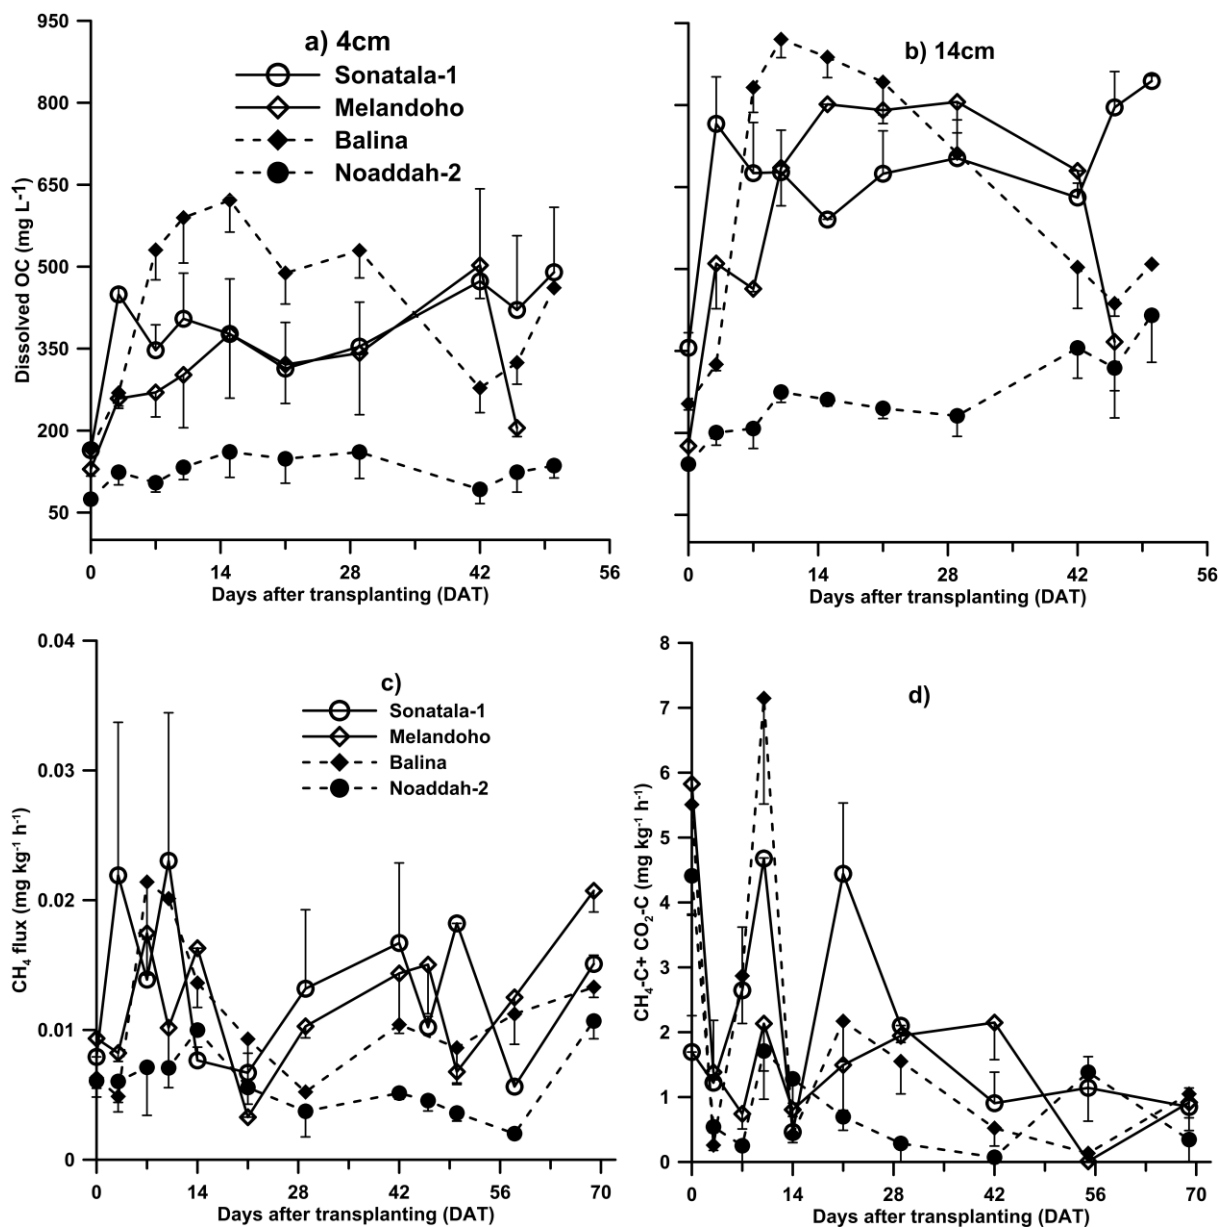 a) 4cm
Sonatala-1
Melandoho
Balina
Noaddah-2
Dissolved OC (mg L⁻¹)
950
800
650
500
350
200
50
0 14 28 42 56
Days after transplanting (DAT)
b) 14cm
0 14 28 42 56
Days after transplanting (DAT)
c)
Sonatala-1
Melandoho
Balina
Noaddah-2
CH₄ flux (mg kg⁻¹ h⁻¹)
0.04
0.03
0.02
0.01
0
0 14 28 42 56 70
Days after transplanting (DAT)
d)
CH₄-C+ CO₂-C (mg kg⁻¹ h⁻¹)
8
7
6
5
4
3
2
1
0
0 14 28 42 56 70
Days after transplanting (DAT)